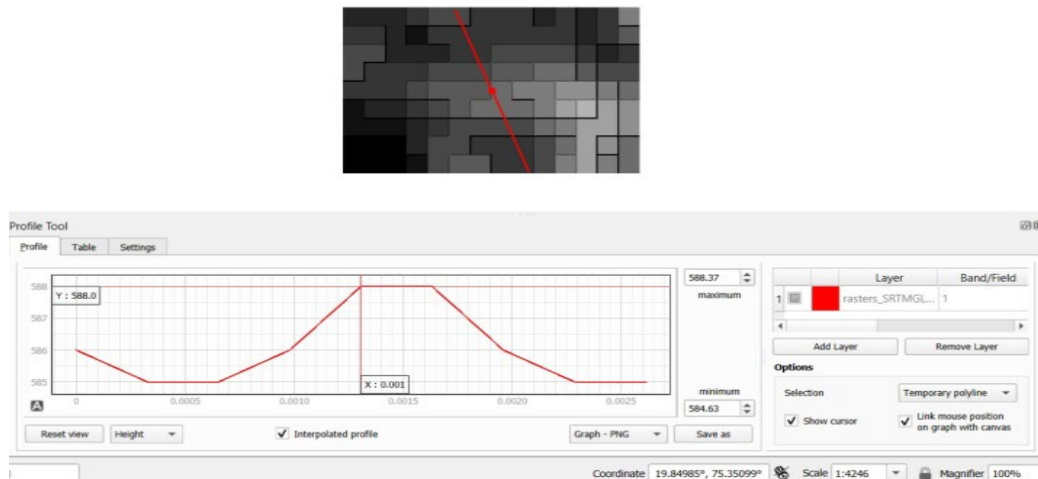 Profile Tool
Profile Table Settings
588.37
maximum
Layer Band/Field
588
Y : 588.0
1 rasters_SRTMGL... 1
587
586
Add Layer Remove Layer
Options
585
X : 0.001
minimum
584.63
Selection Temporary polyline
A 0 0.0005 0.0010 0.0015 0.0020 0.0025
Show cursor Link mouse position on graph with canvas
Reset view Height Interpolated profile Graph - PNG Save as
Coordinate 19.84985°, 75.35099° Scale 1:4246 Magnifier 100%